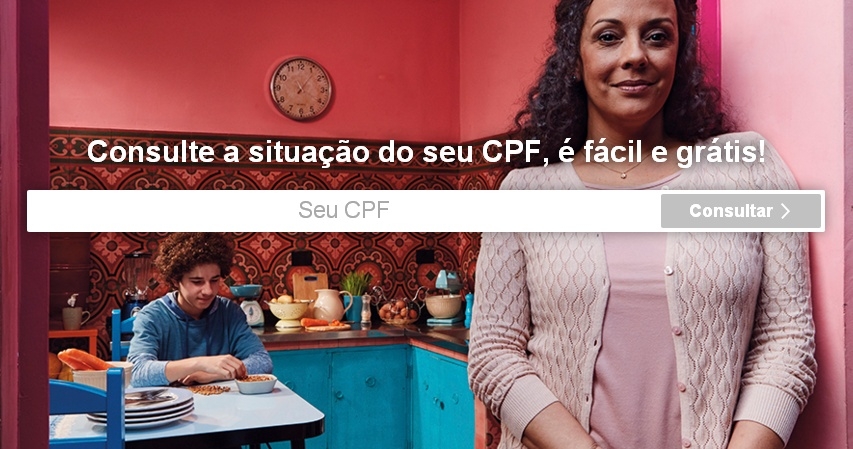 Consulte a situação do seu CPF, é fácil e grátis!
Seu CPF
Consultar